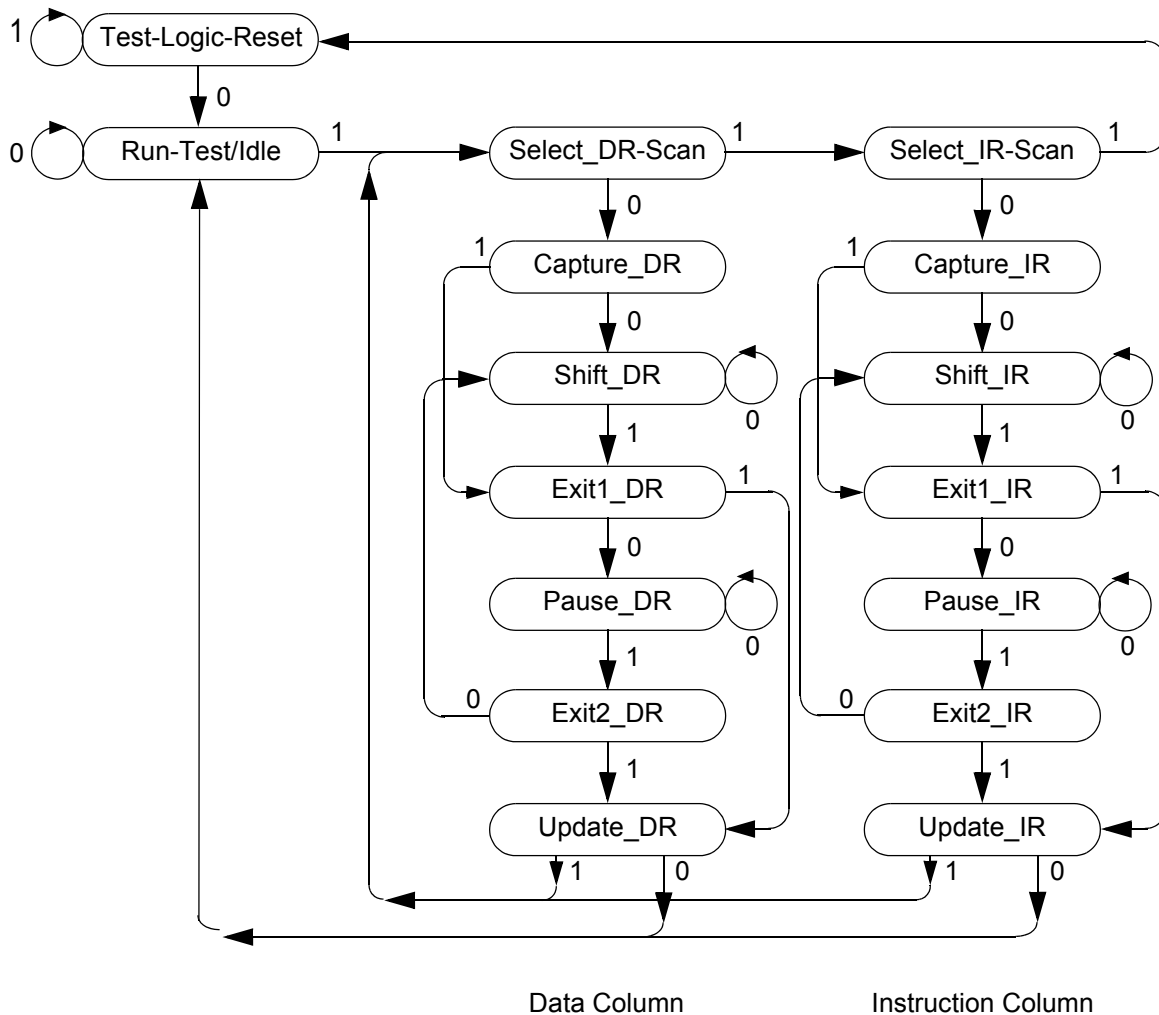 1
Test-Logic-Reset
0
0
Run-Test/Idle
1
Select_DR-Scan
1
Select_IR-Scan
1
0
0
1
Capture_DR
1
Capture_IR
0
0
Shift_DR
0
Shift_IR
0
1
1
Exit1_DR
1
Exit1_IR
1
0
0
Pause_DR
0
Pause_IR
0
1
1
0
Exit2_DR
0
Exit2_IR
1
1
Update_DR
Update_IR
1
0
1
0
Data Column
Instruction Column